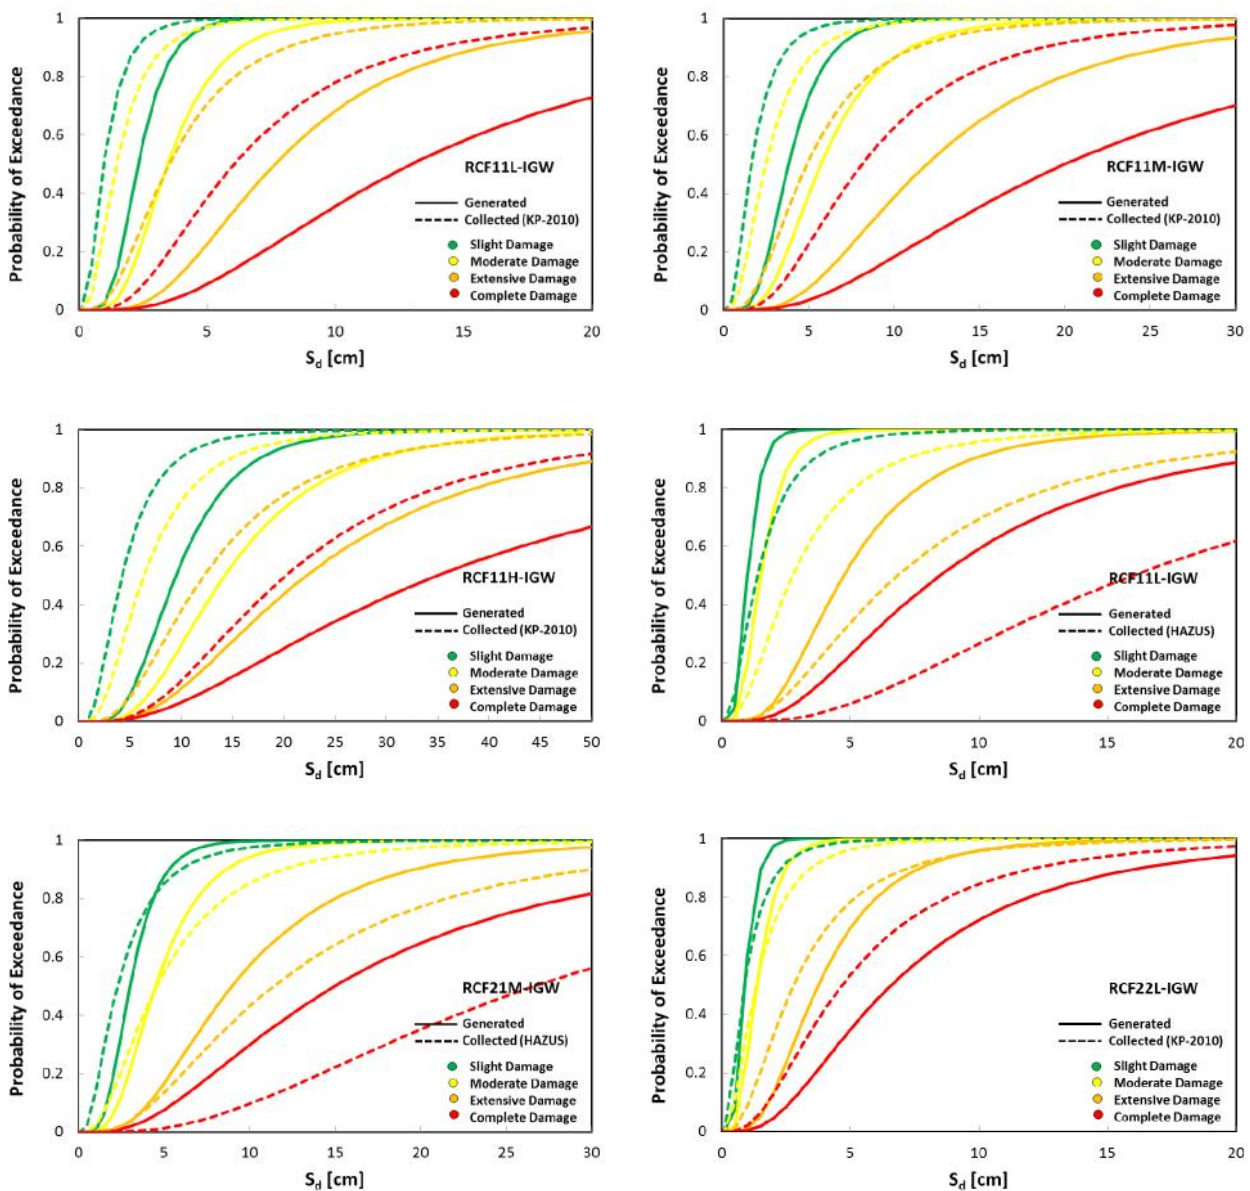 Probability of Exceedance
1
0.8
0.6
0.4
0.2
0
RCF11L-IGW
Generated
Collected (KP-2010)
Slight Damage
Moderate Damage
Extensive Damage
Complete Damage
0 5 10 15 20
Sd [cm]
Probability of Exceedance
1
0.8
0.6
0.4
0.2
0
RCF11M-IGW
Generated
Collected (KP-2010)
Slight Damage
Moderate Damage
Extensive Damage
Complete Damage
0 5 10 15 20 25 30
Sd [cm]
Probability of Exceedance
1
0.8
0.6
0.4
0.2
0
RCF11H-IGW
Generated
Collected (KP-2010)
Slight Damage
Moderate Damage
Extensive Damage
Complete Damage
0 5 10 15 20 25 30 35 40 45 50
Sd [cm]
Probability of Exceedance
1
0.8
0.6
0.4
0.2
0
RCF11L-IGW
Generated
Collected (HAZUS)
Slight Damage
Moderate Damage
Extensive Damage
Complete Damage
0 5 10 15 20
Sd [cm]
Probability of Exceedance
1
0.8
0.6
0.4
0.2
0
RCF21M-IGW
Generated
Collected (HAZUS)
Slight Damage
Moderate Damage
Extensive Damage
Complete Damage
0 5 10 15 20 25 30
Sd [cm]
Probability of Exceedance
1
0.8
0.6
0.4
0.2
0
RCF22L-IGW
Generated
Collected (KP-2010)
Slight Damage
Moderate Damage
Extensive Damage
Complete Damage
0 5 10 15 20
Sd [cm]